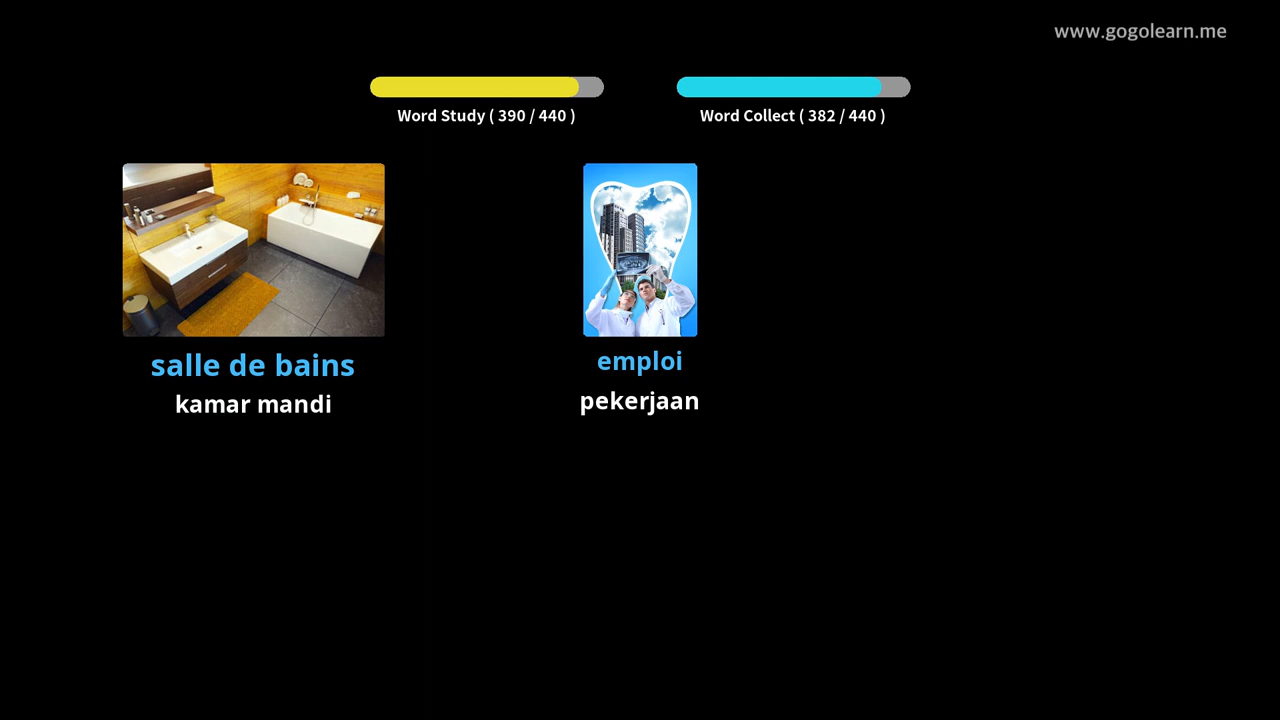 www.gogolearn.me
Word Study ( 390 / 440 )
Word Collect ( 382 / 440 )
salle de bains
kamar mandi
emploi
pekerjaan